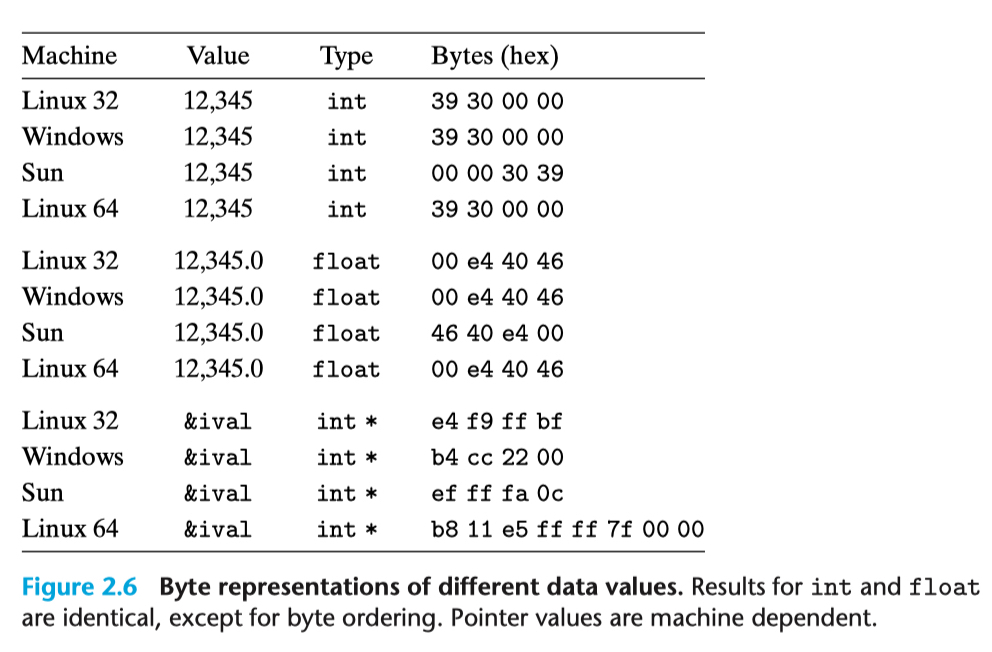 Machine Value Type Bytes (hex)
Linux 32 12,345 int 39 30 00 00
Windows 12,345 int 39 30 00 00
Sun 12,345 int 00 00 30 39
Linux 64 12,345 int 39 30 00 00
Linux 32 12,345.0 float 00 e4 40 46
Windows 12,345.0 float 00 e4 40 46
Sun 12,345.0 float 46 40 e4 00
Linux 64 12,345.0 float 00 e4 40 46
Linux 32 &ival int * e4 f9 ff bf
Windows &ival int * b4 cc 22 00
Sun &ival int * ef ff fa 0c
Linux 64 &ival int * b8 11 e5 ff ff 7f 00 00
Figure 2.6 Byte representations of different data values. Results for int and float
are identical, except for byte ordering. Pointer values are machine dependent.